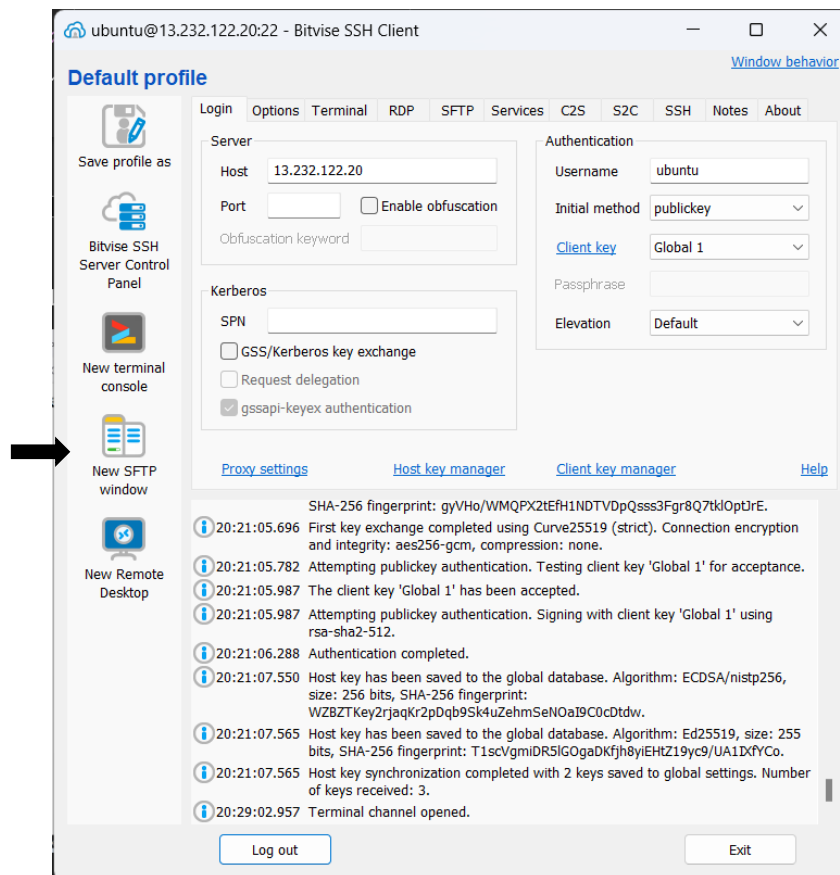 ubuntu@13.232.122.20:22 - Bitvise SSH Client
Window behavior
Default profile
Save profile as
Bitvise SSH
Server Control
Panel
New terminal
console
New SFTP
window
New Remote
Desktop
Login Options Terminal RDP SFTP Services C2S S2C SSH Notes About
Server
Host 13.232.122.20
Port Enable obfuscation
Obfuscation keyword
Kerberos
SPN
GSS/Kerberos key exchange
Request delegation
gssapi-keyex authentication
Authentication
Username ubuntu
Initial method publickey
Client key Global 1
Passphrase
Elevation Default
Proxy settings Host key manager Client key manager Help
SHA-256 fingerprint: gyVHo/WMQPX2tEfH1NDTVDpQsss3Fgr8Q7tklOptJrE.
20:21:05.696 First key exchange completed using Curve25519 (strict). Connection encryption
and integrity: aes256-gcm, compression: none.
20:21:05.782 Attempting publickey authentication. Testing client key 'Global 1' for acceptance.
20:21:05.987 The client key 'Global 1' has been accepted.
20:21:05.987 Attempting publickey authentication. Signing with client key 'Global 1' using
rsa-sha2-512.
20:21:06.288 Authentication completed.
20:21:07.550 Host key has been saved to the global database. Algorithm: ECDSA/nistp256,
size: 256 bits, SHA-256 fingerprint:
WZBZTKey2rjaqKr2pDqb9Sk4uZehmSeNOaI9C0cDtdw.
20:21:07.565 Host key has been saved to the global database. Algorithm: Ed25519, size: 255
bits, SHA-256 fingerprint: T1scVgmiDR5lGOgaDKfjh8yiEHtZ19yc9/UA1IXfYCo.
20:21:07.565 Host key synchronization completed with 2 keys saved to global settings. Number
of keys received: 3.
20:29:02.957 Terminal channel opened.
Log out Exit